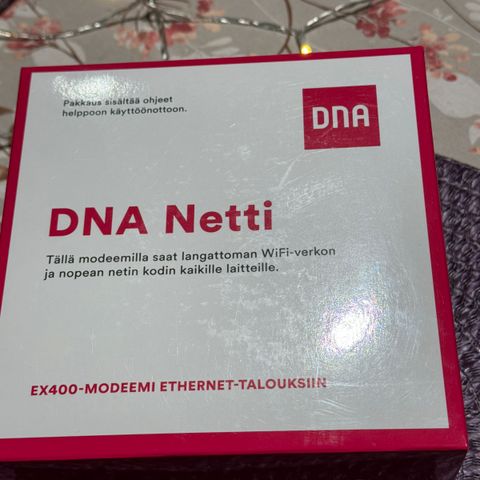 Pakkaus sisältää ohjeet
helppoon käyttöönottoon.
DNA
DNA Netti
Tällä modeemilla saat langattoman WiFi-verkon
ja nopean netin kodin kaikille laitteille.
EX400-MODEEMI ETHERNET-TALOUKSIIN